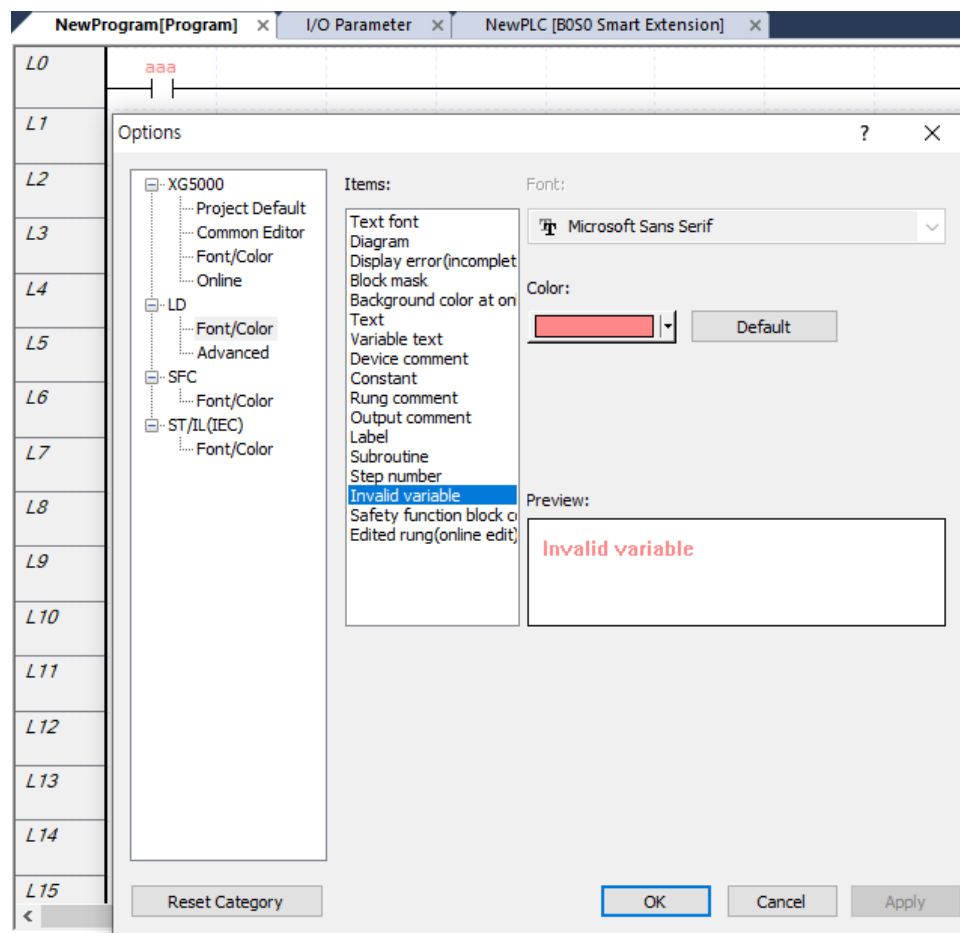 NewProgram[Program] × I/O Parameter × NewPLC [B0S0 Smart Extension] ×
L0
aaa
L1
L2
L3
L4
L5
L6
L7
L8
L9
L10
L11
L12
L13
L14
L15
Options ? ×
XG5000
Project Default
Common Editor
Font/Color
Online
LD
Font/Color
Advanced
SFC
Font/Color
ST/IL(IEC)
Font/Color
Items:
Text font
Diagram
Display error(incomplet
Block mask
Background color at on
Text
Variable text
Device comment
Constant
Rung comment
Output comment
Label
Subroutine
Step number
Invalid variable
Safety function block c
Edited rung(online edit)
Font:
Microsoft Sans Serif
Color:
Default
Preview:
Invalid variable
Reset Category
OK
Cancel
Apply